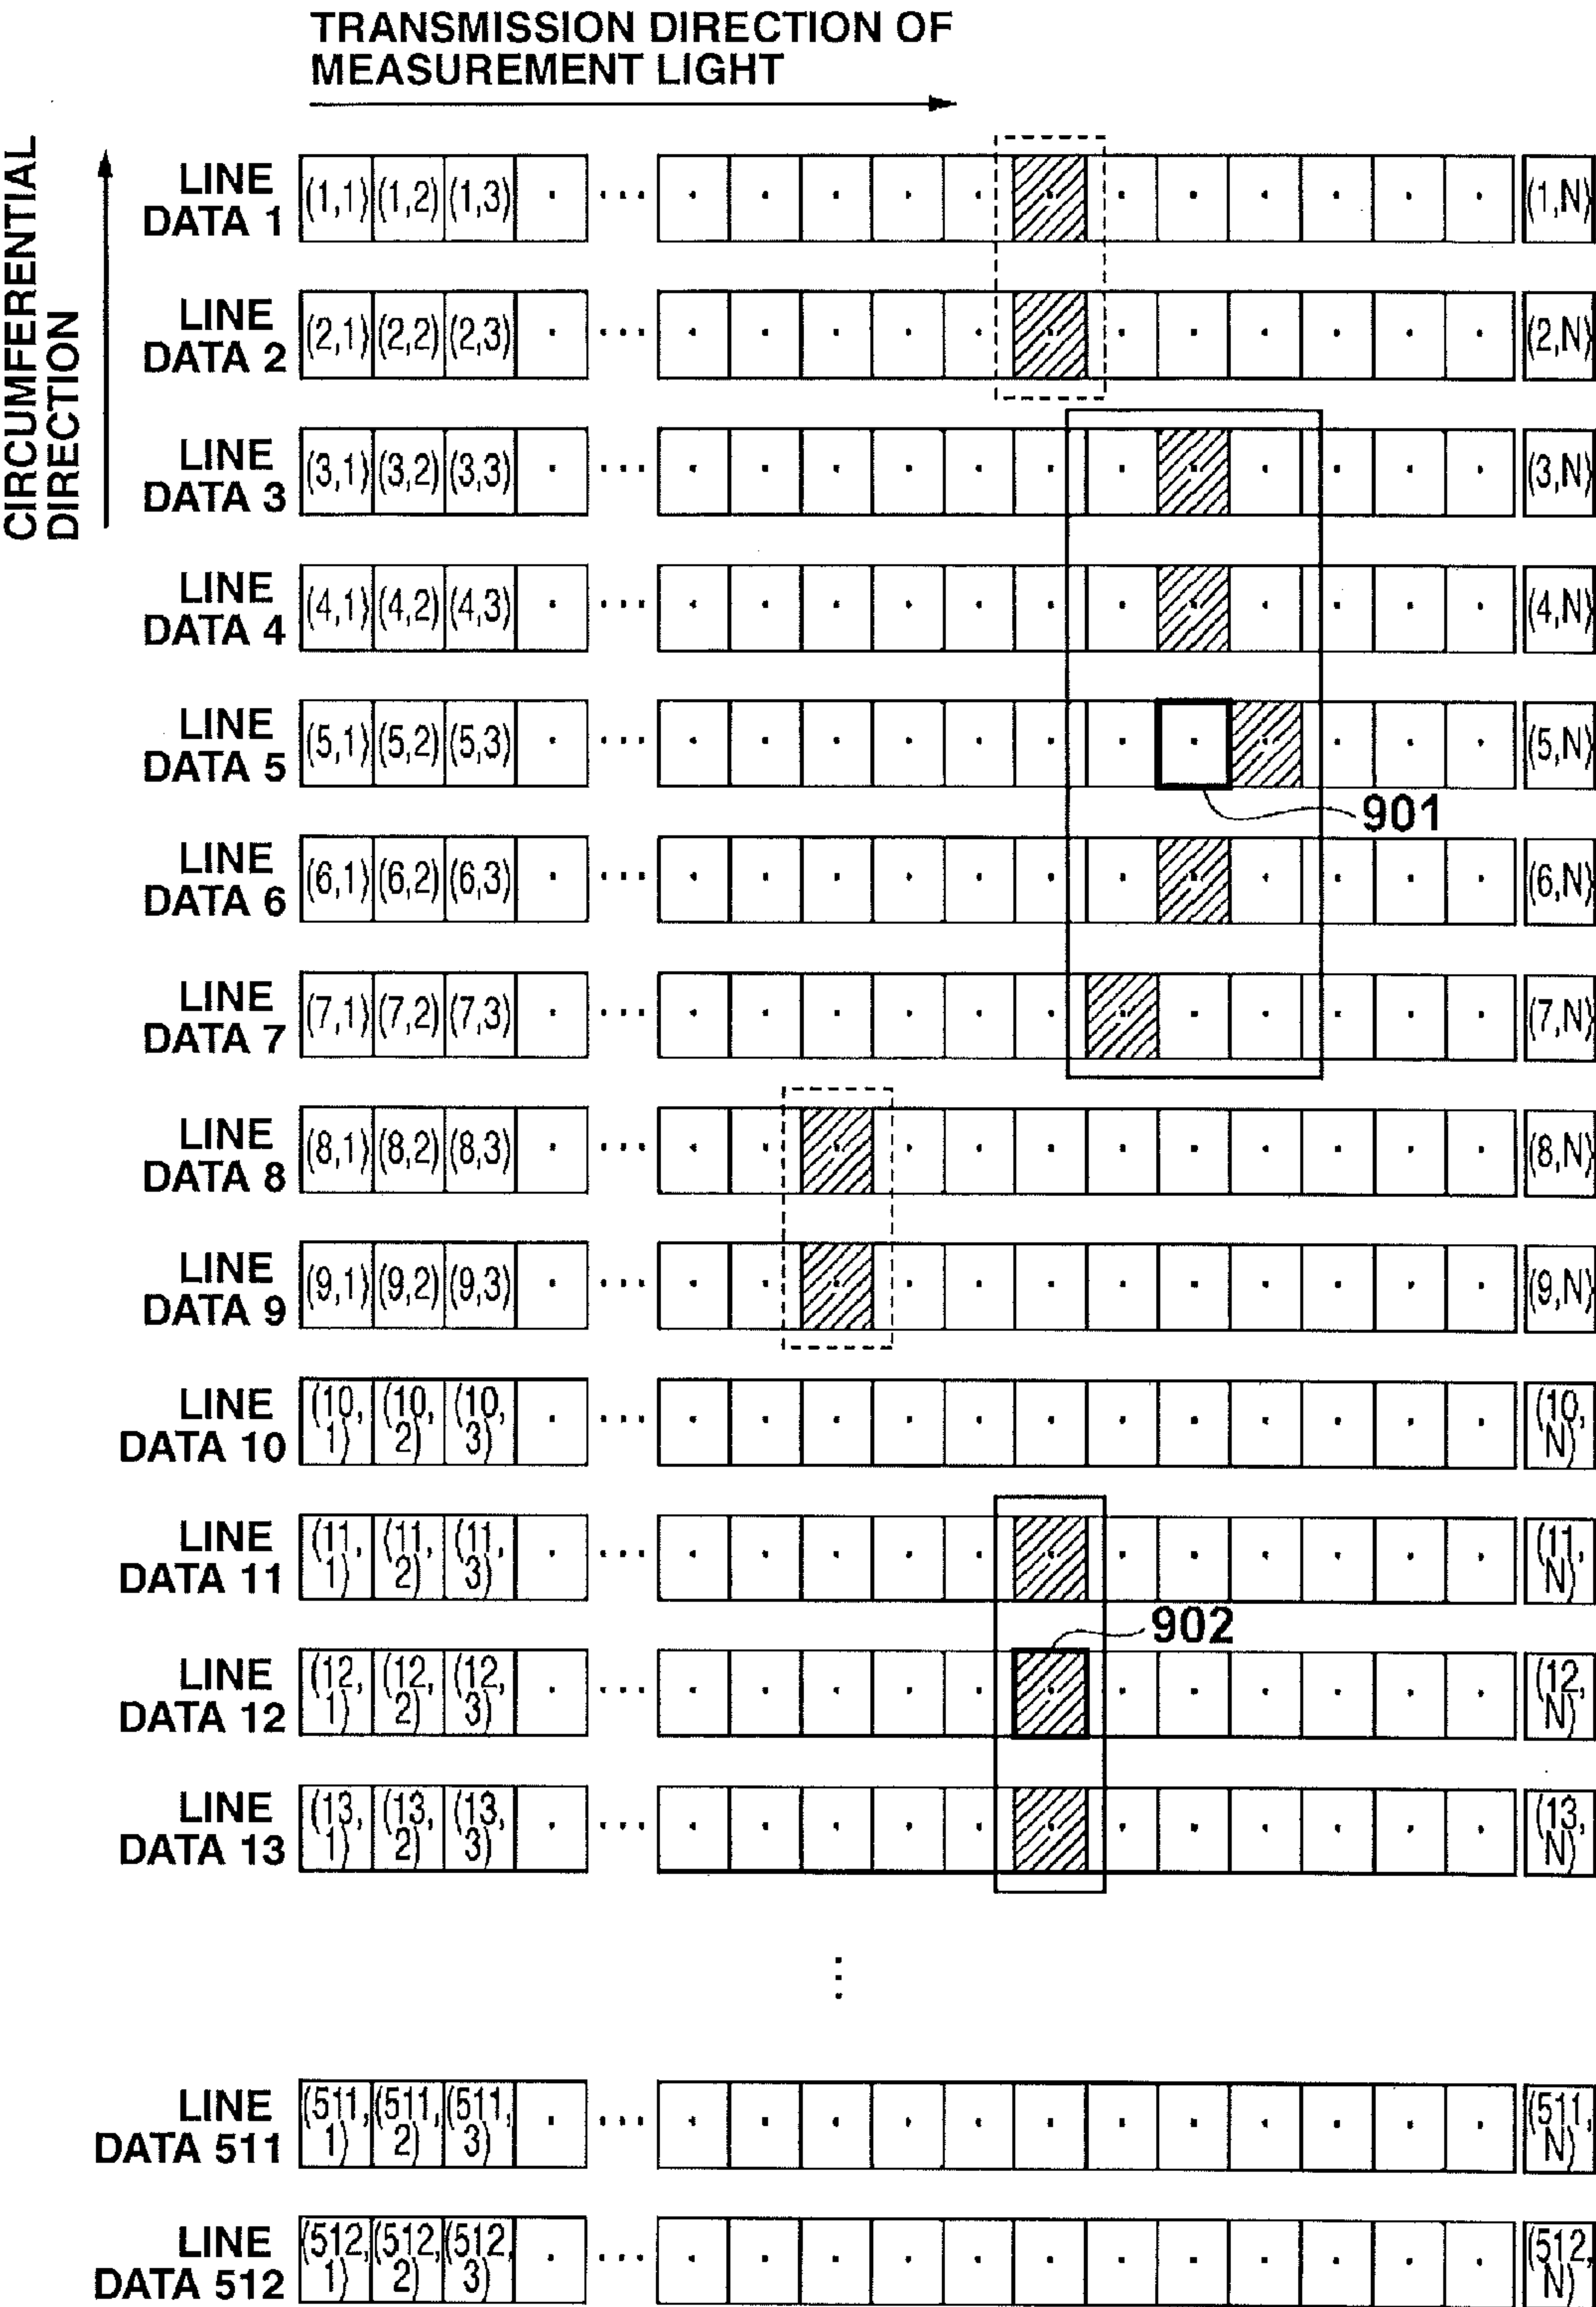 TRANSMISSION DIRECTION OF
MEASUREMENT LIGHT
CIRCUMFERENTIAL
DIRECTION
LINE
DATA 1
(1,1) (1,2) (1,3) . ... . . . . . . . . . . . . (1,N)
LINE
DATA 2
(2,1) (2,2) (2,3) . ... . . . . . . . . . . . . (2,N)
LINE
DATA 3
(3,1) (3,2) (3,3) . ... . . . . . . . . . . . . (3,N)
LINE
DATA 4
(4,1) (4,2) (4,3) . ... . . . . . . . . . . . . (4,N)
LINE
DATA 5
(5,1) (5,2) (5,3) . ... . . . . . . . . . . . . (5,N)
901
LINE
DATA 6
(6,1) (6,2) (6,3) . ... . . . . . . . . . . . . (6,N)
LINE
DATA 7
(7,1) (7,2) (7,3) . ... . . . . . . . . . . . . (7,N)
LINE
DATA 8
(8,1) (8,2) (8,3) . ... . . . . . . . . . . . . (8,N)
LINE
DATA 9
(9,1) (9,2) (9,3) . ... . . . . . . . . . . . . (9,N)
LINE
DATA 10
(10,1) (10,2) (10,3) . ... . . . . . . . . . . . . (10,N)
LINE
DATA 11
(11,1) (11,2) (11,3) . ... . . . . . . . . . . . . (11,N)
902
LINE
DATA 12
(12,1) (12,2) (12,3) . ... . . . . . . . . . . . . (12,N)
LINE
DATA 13
(13,1) (13,2) (13,3) . ... . . . . . . . . . . . . (13,N)
⋮
LINE
DATA 511
(511,1) (511,2) (511,3) . ... . . . . . . . . . . . . (511,N)
LINE
DATA 512
(512,1) (512,2) (512,3) . ... . . . . . . . . . . . . (512,N)